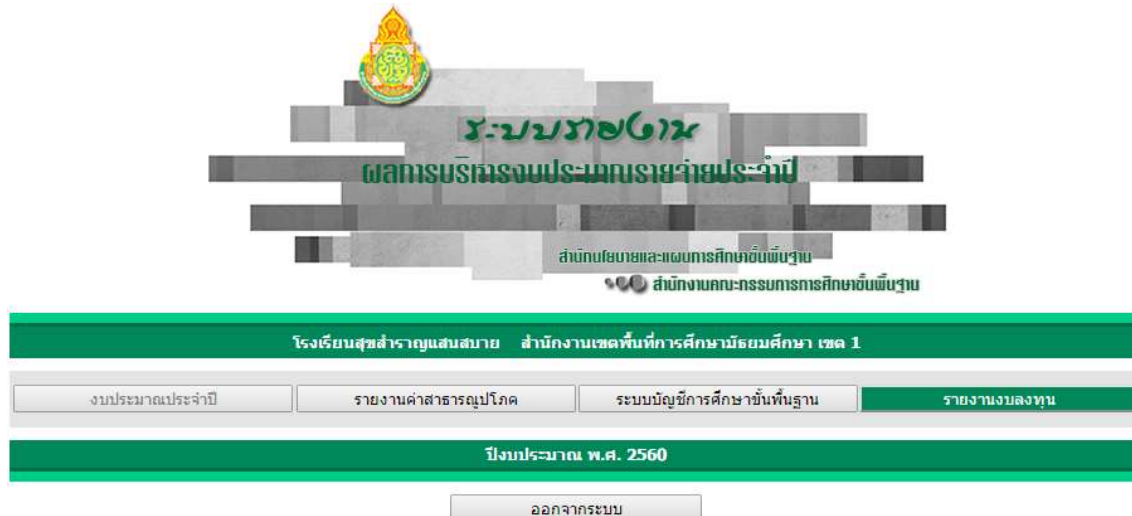 ระบบรายงาน
ผลการบริหารงบประมาณรายจ่ายประจำปี
สำนักนโยบายและแผนการศึกษาขั้นพื้นฐาน
สำนักงานคณะกรรมการการศึกษาขั้นพื้นฐาน
โรงเรียนสุขสำราญแสนสบาย สำนักงานเขตพื้นที่การศึกษามัธยมศึกษา เขต 1
งบประมาณประจำปี รายงานค่าสาธารณูปโภค ระบบบัญชีการศึกษาขั้นพื้นฐาน รายงานงบลงทุน
ปีงบประมาณ พ.ศ. 2560
ออกจากระบบ